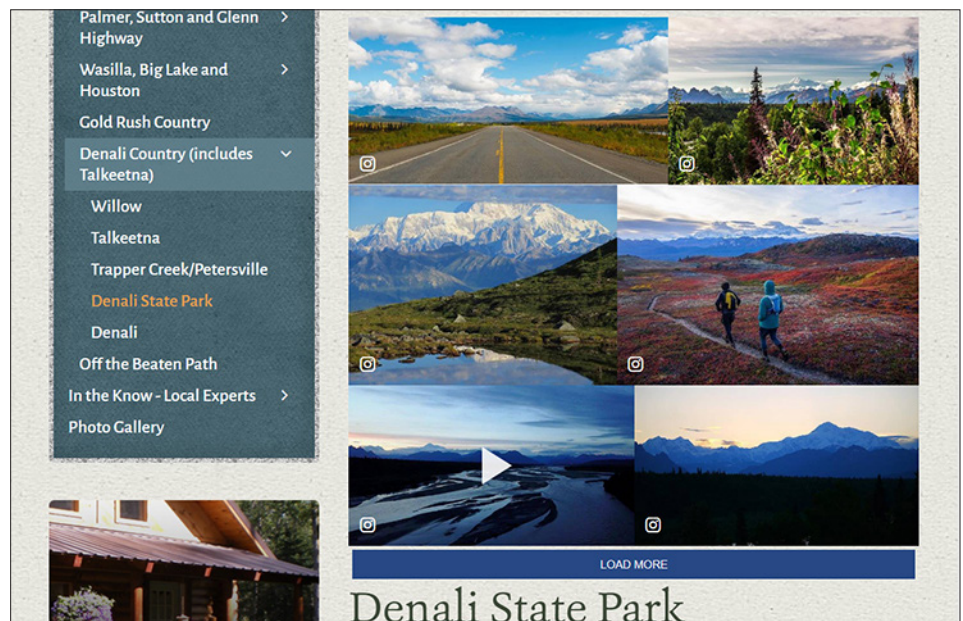 Palmer, Sutton and Glenn
Highway
Wasilla, Big Lake and
Houston
Gold Rush Country
Denali Country (includes
Talkeetna)
Willow
Talkeetna
Trapper Creek/Petersville
Denali State Park
Denali
Off the Beaten Path
In the Know - Local Experts
Photo Gallery
LOAD MORE
Denali State Park